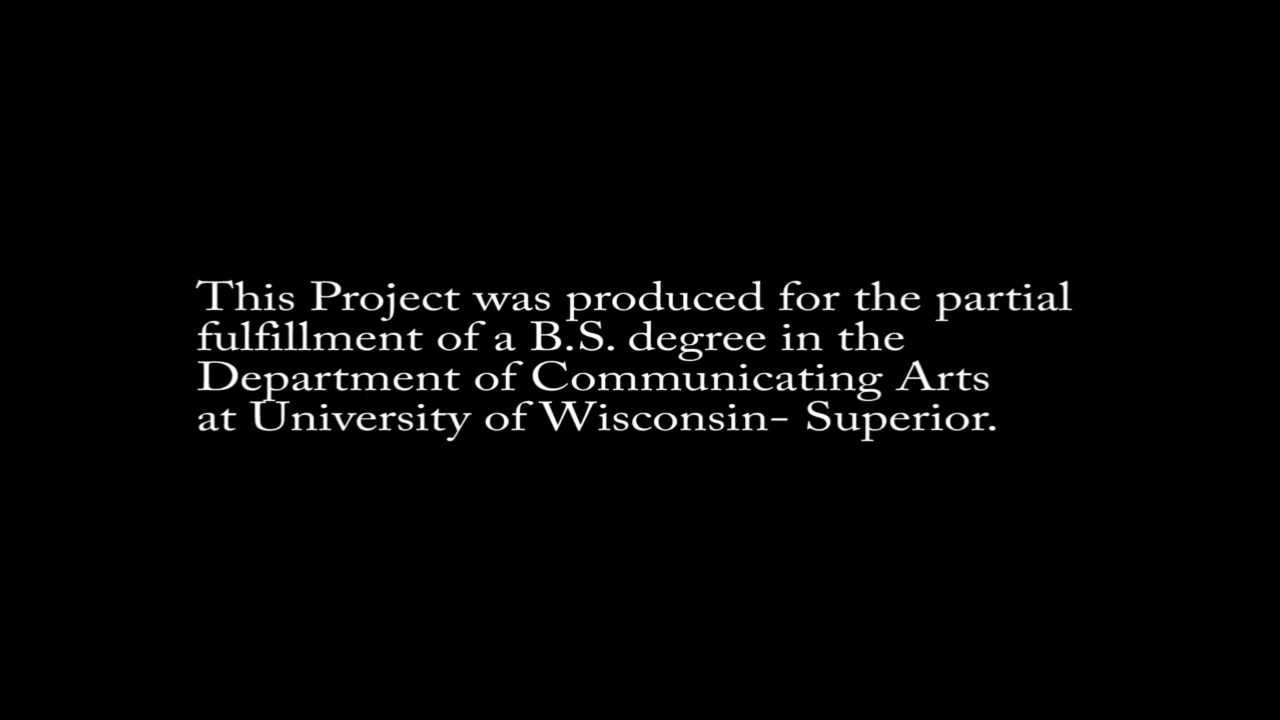 This Project was produced for the partial
fulfillment of a B.S. degree in the
Department of Communicating Arts
at University of Wisconsin- Superior.